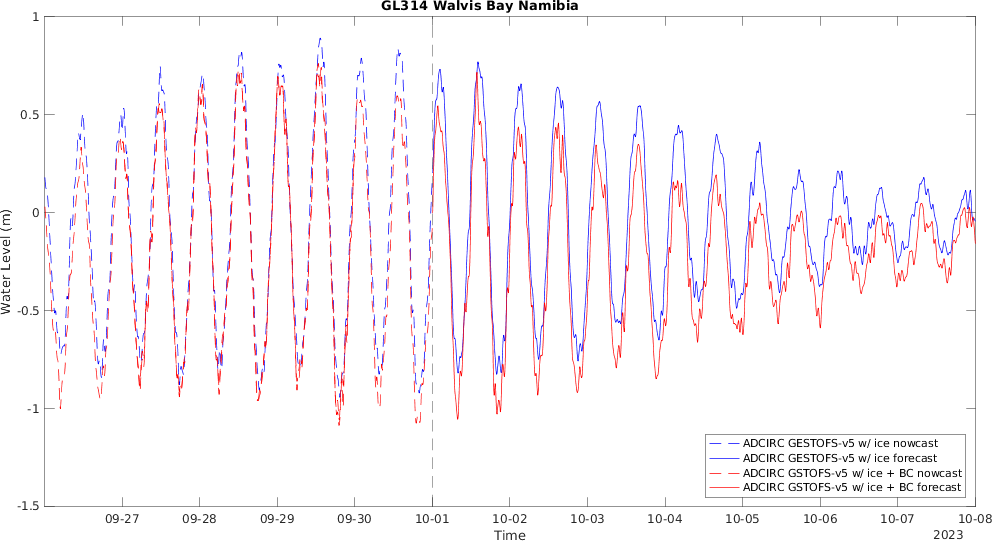 GL314 Walvis Bay Namibia
1
0.5
0
-0.5
-1
-1.5
Water Level (m)
09-27 09-28 09-29 09-30 10-01 10-02 10-03 10-04 10-05 10-06 10-07 10-08
Time
2023
ADCIRC GESTOFS-v5 w/ ice nowcast
ADCIRC GESTOFS-v5 w/ ice forecast
ADCIRC GSTOFS-v5 w/ ice + BC nowcast
ADCIRC GSTOFS-v5 w/ ice + BC forecast